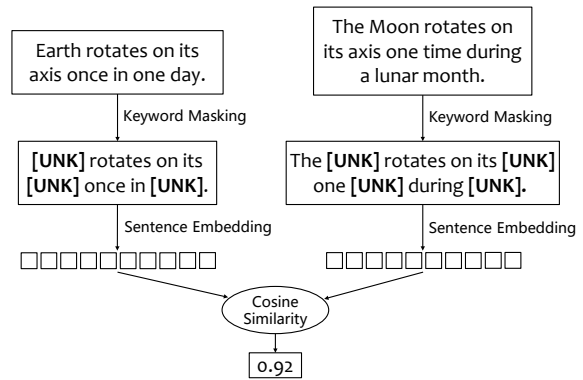 Earth rotates on its
axis once in one day.
The Moon rotates on
its axis one time during
a lunar month.
Keyword Masking
Keyword Masking
[UNK] rotates on its
[UNK] once in [UNK].
The [UNK] rotates on its [UNK]
one [UNK] during [UNK].
Sentence Embedding
Sentence Embedding
Cosine
Similarity
0.92